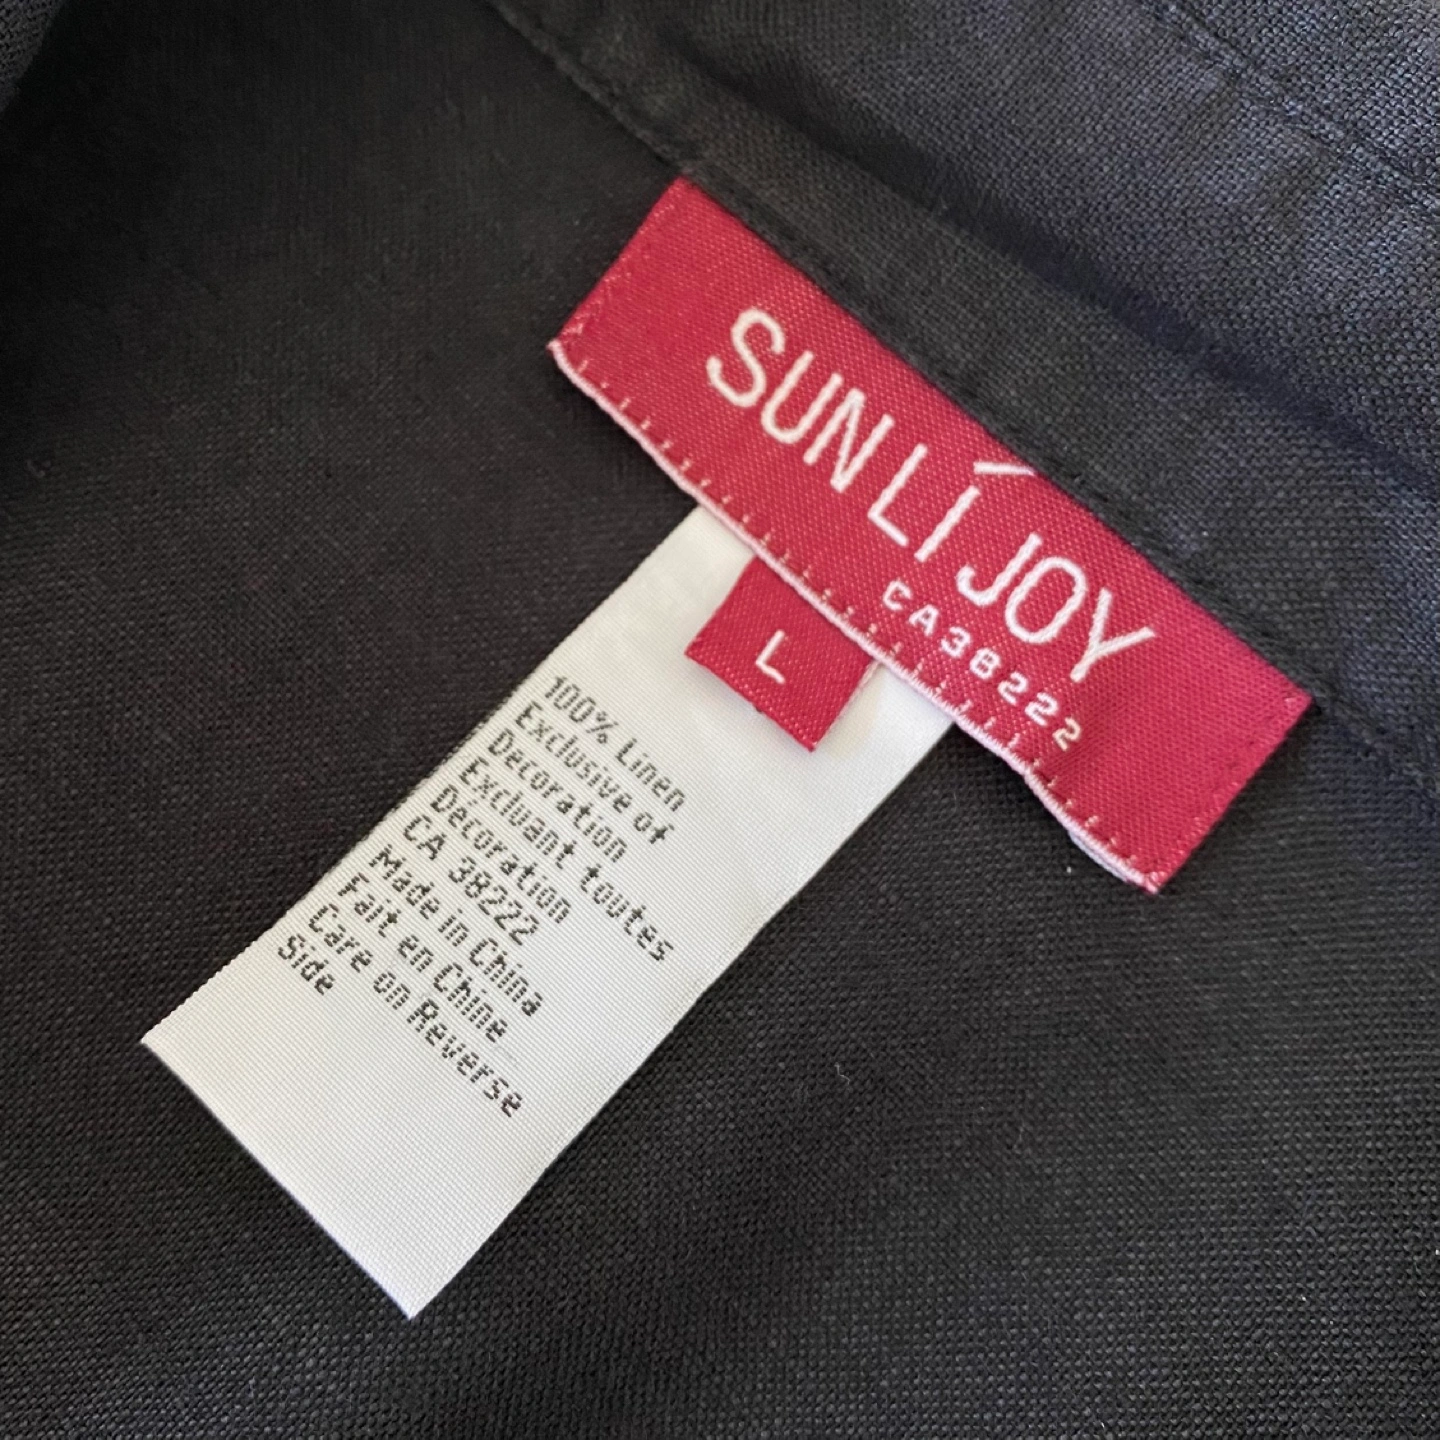 SUN LÍ JOY
CA38222
L
100% Linen
Exclusive of
Decoration
Excluant toutes
Décoration
CA 38222
Made in China
Fait en Chine
Care on Reverse
Side